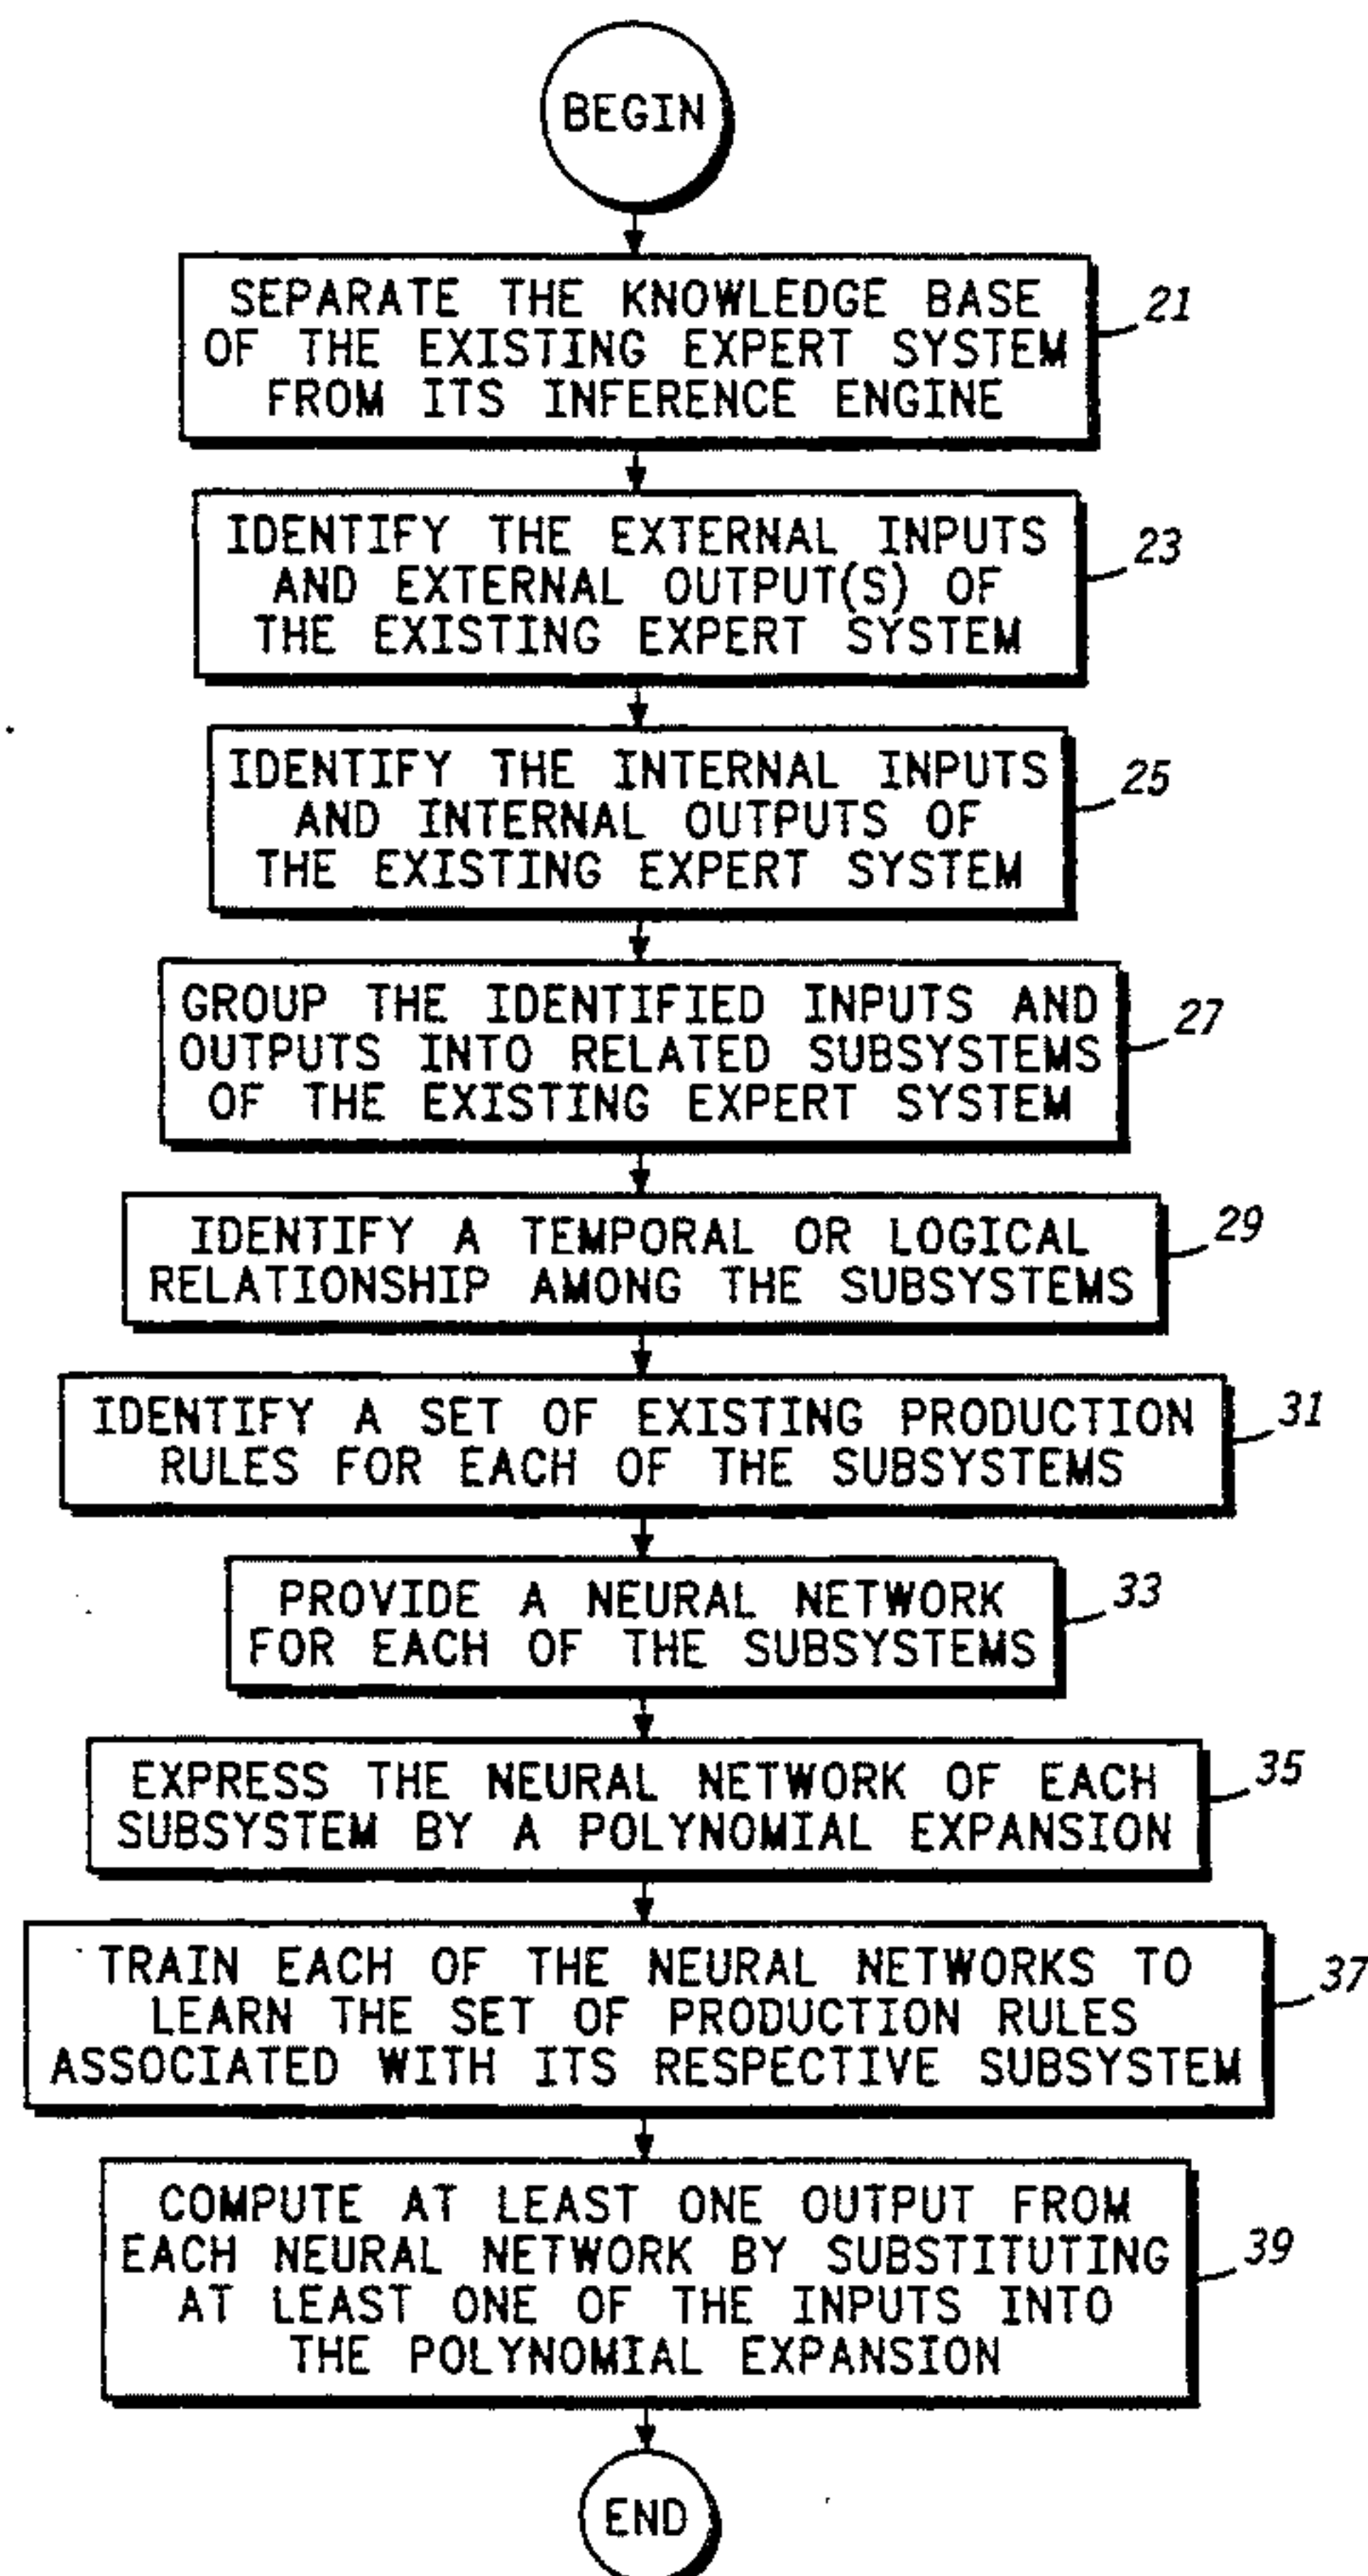 BEGIN
SEPARATE THE KNOWLEDGE BASE
OF THE EXISTING EXPERT SYSTEM
FROM ITS INFERENCE ENGINE
21
IDENTIFY THE EXTERNAL INPUTS
AND EXTERNAL OUTPUT(S) OF
THE EXISTING EXPERT SYSTEM
23
IDENTIFY THE INTERNAL INPUTS
AND INTERNAL OUTPUTS OF
THE EXISTING EXPERT SYSTEM
25
GROUP THE IDENTIFIED INPUTS AND
OUTPUTS INTO RELATED SUBSYSTEMS
OF THE EXISTING EXPERT SYSTEM
27
IDENTIFY A TEMPORAL OR LOGICAL
RELATIONSHIP AMONG THE SUBSYSTEMS
29
IDENTIFY A SET OF EXISTING PRODUCTION
RULES FOR EACH OF THE SUBSYSTEMS
31
PROVIDE A NEURAL NETWORK
FOR EACH OF THE SUBSYSTEMS
33
EXPRESS THE NEURAL NETWORK OF EACH
SUBSYSTEM BY A POLYNOMIAL EXPANSION
35
TRAIN EACH OF THE NEURAL NETWORKS TO
LEARN THE SET OF PRODUCTION RULES
ASSOCIATED WITH ITS RESPECTIVE SUBSYSTEM
37
COMPUTE AT LEAST ONE OUTPUT FROM
EACH NEURAL NETWORK BY SUBSTITUTING
AT LEAST ONE OF THE INPUTS INTO
THE POLYNOMIAL EXPANSION
39
END